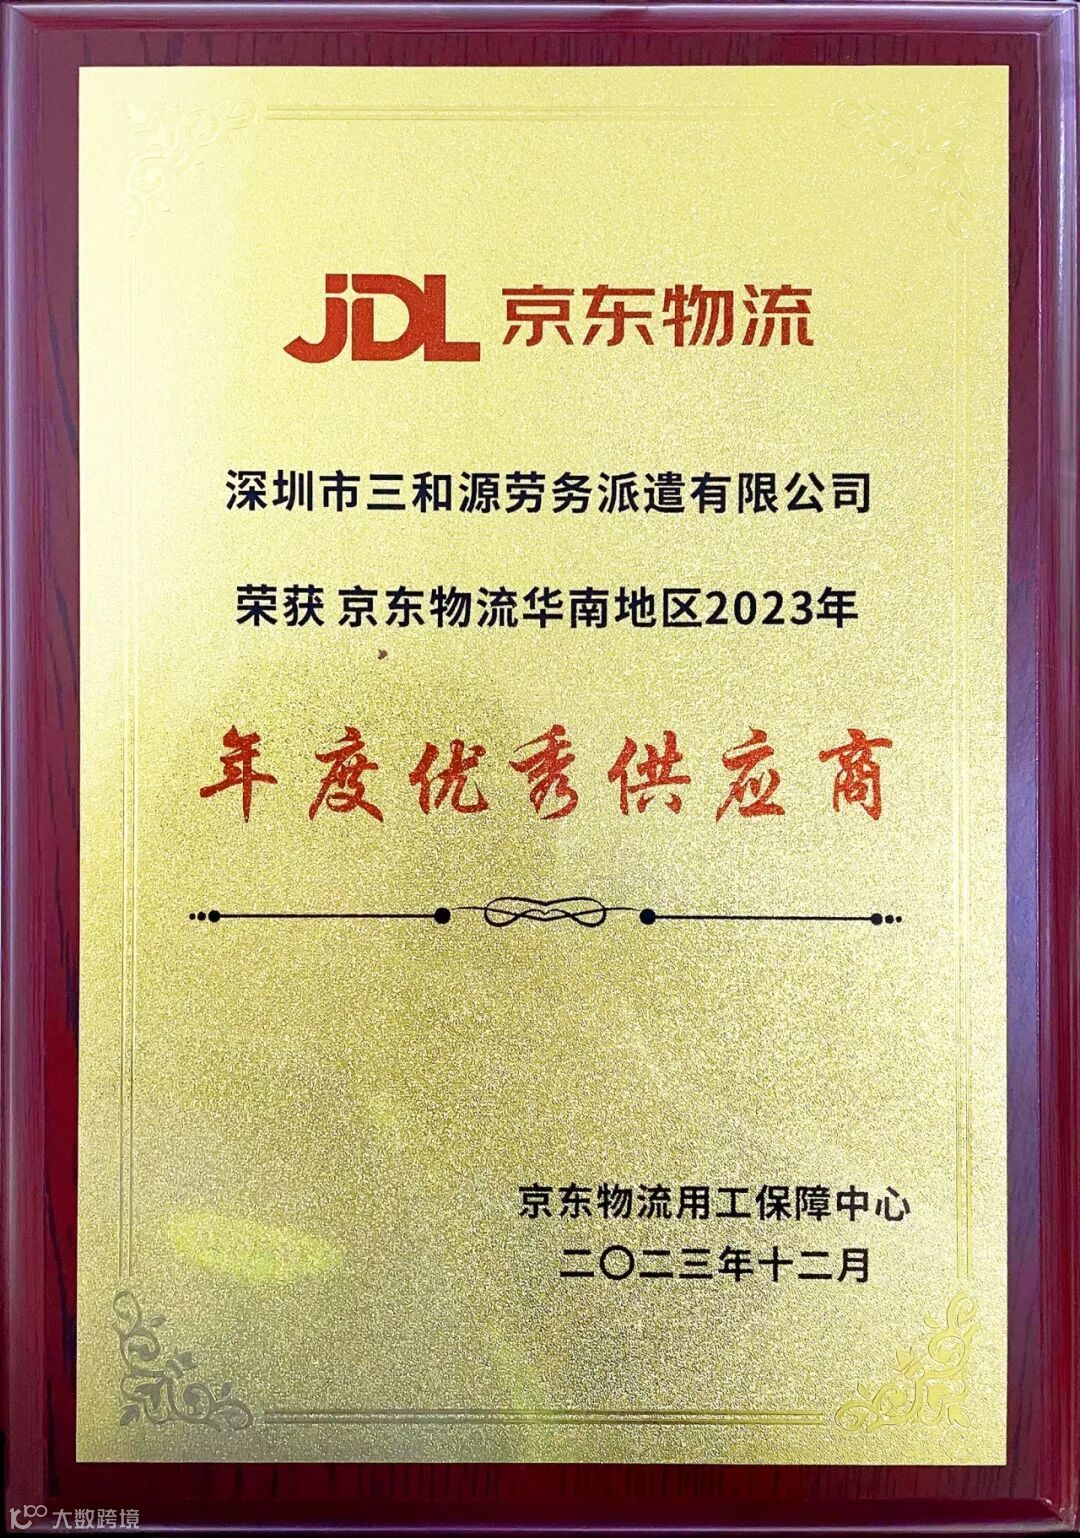 JDL 京东物流
深圳市三和源劳务派遣有限公司
荣获 京东物流华南地区2023年
年度优秀供应商
京东物流用工保障中心
二〇二三年十二月
大数跨境